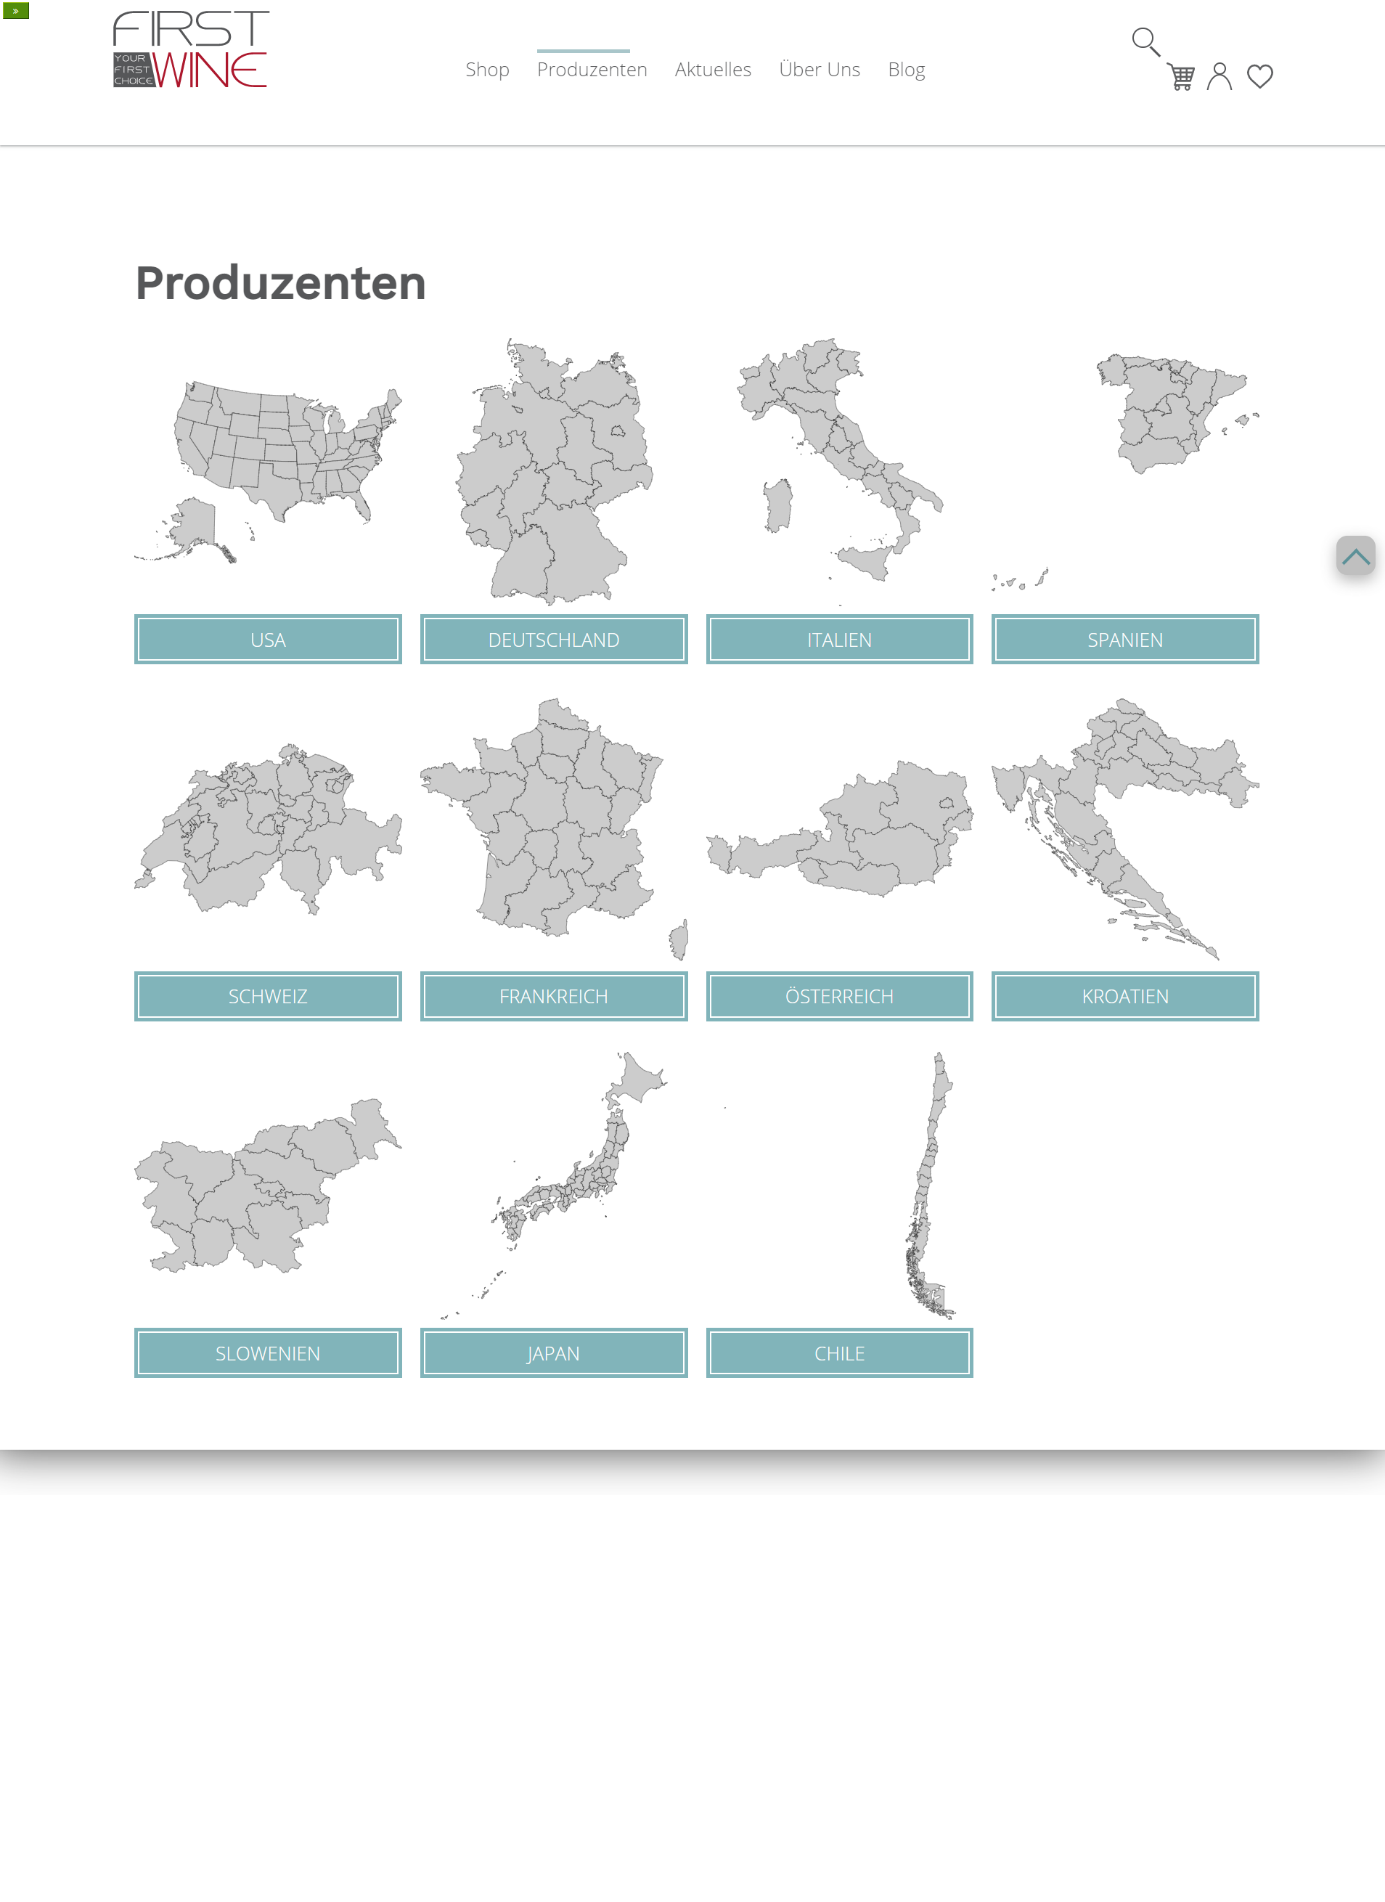 »
FIRST
YOUR FIRST CHOICE WINE
Shop Produzenten Aktuelles Über Uns Blog
Produzenten
USA DEUTSCHLAND ITALIEN SPANIEN
SCHWEIZ FRANKREICH ÖSTERREICH KROATIEN
SLOWENIEN JAPAN CHILE